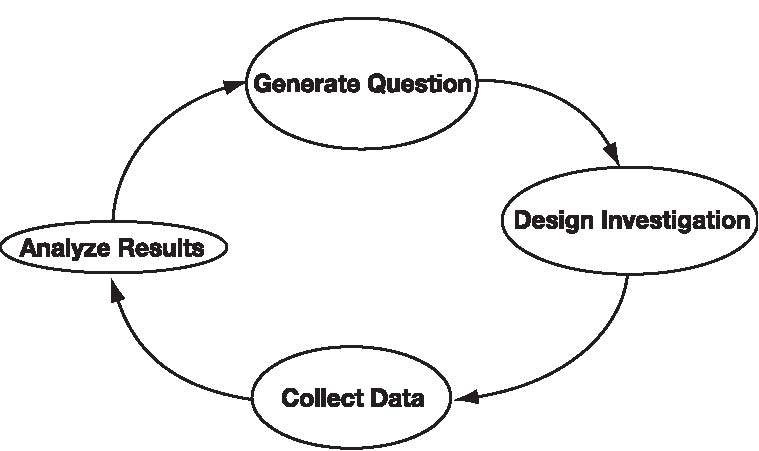 Generate Question
Design Investigation
Analyze Results
Collect Data